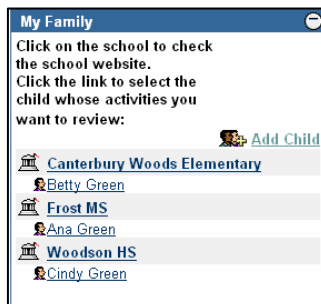 My Family
Click on the school to check
the school website.
Click the link to select the
child whose activities you
want to review:
Add Child
Canterbury Woods Elementary
Betty Green
Frost MS
Ana Green
Woodson HS
Cindy Green